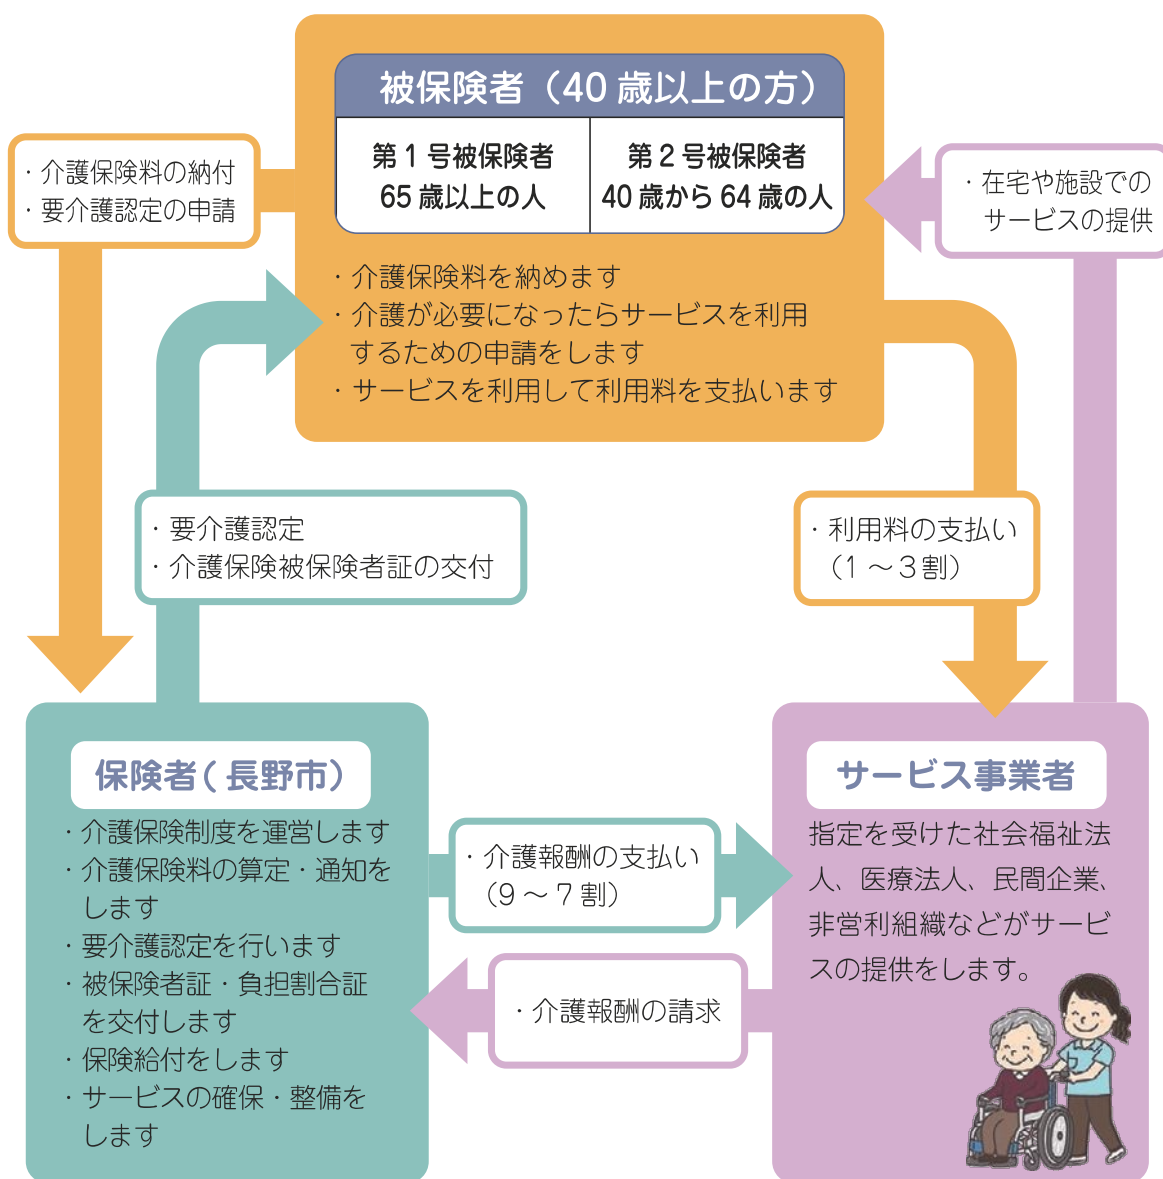 被保険者（40 歳以上の方）
第 1 号被保険者
65 歳以上の人
第 2 号被保険者
40 歳から 64 歳の人
・介護保険料を納めます
・介護が必要になったらサービスを利用
するための申請をします
・サービスを利用して利用料を支払います
・介護保険料の納付
・要介護認定の申請
・在宅や施設での
サービスの提供
・要介護認定
・介護保険被保険者証の交付
・利用料の支払い
（1 ～ 3 割）
保険者( 長野市）
・介護保険制度を運営します
・介護保険料の算定・通知を
します
・要介護認定を行います
・被保険者証・負担割合証
を交付します
・保険給付をします
・サービスの確保・整備を
します
・介護報酬の支払い
（9 ～ 7 割）
・介護報酬の請求
サービス事業者
指定を受けた社会福祉法
人、医療法人、民間企業、
非営利組織などがサービ
スの提供をします。